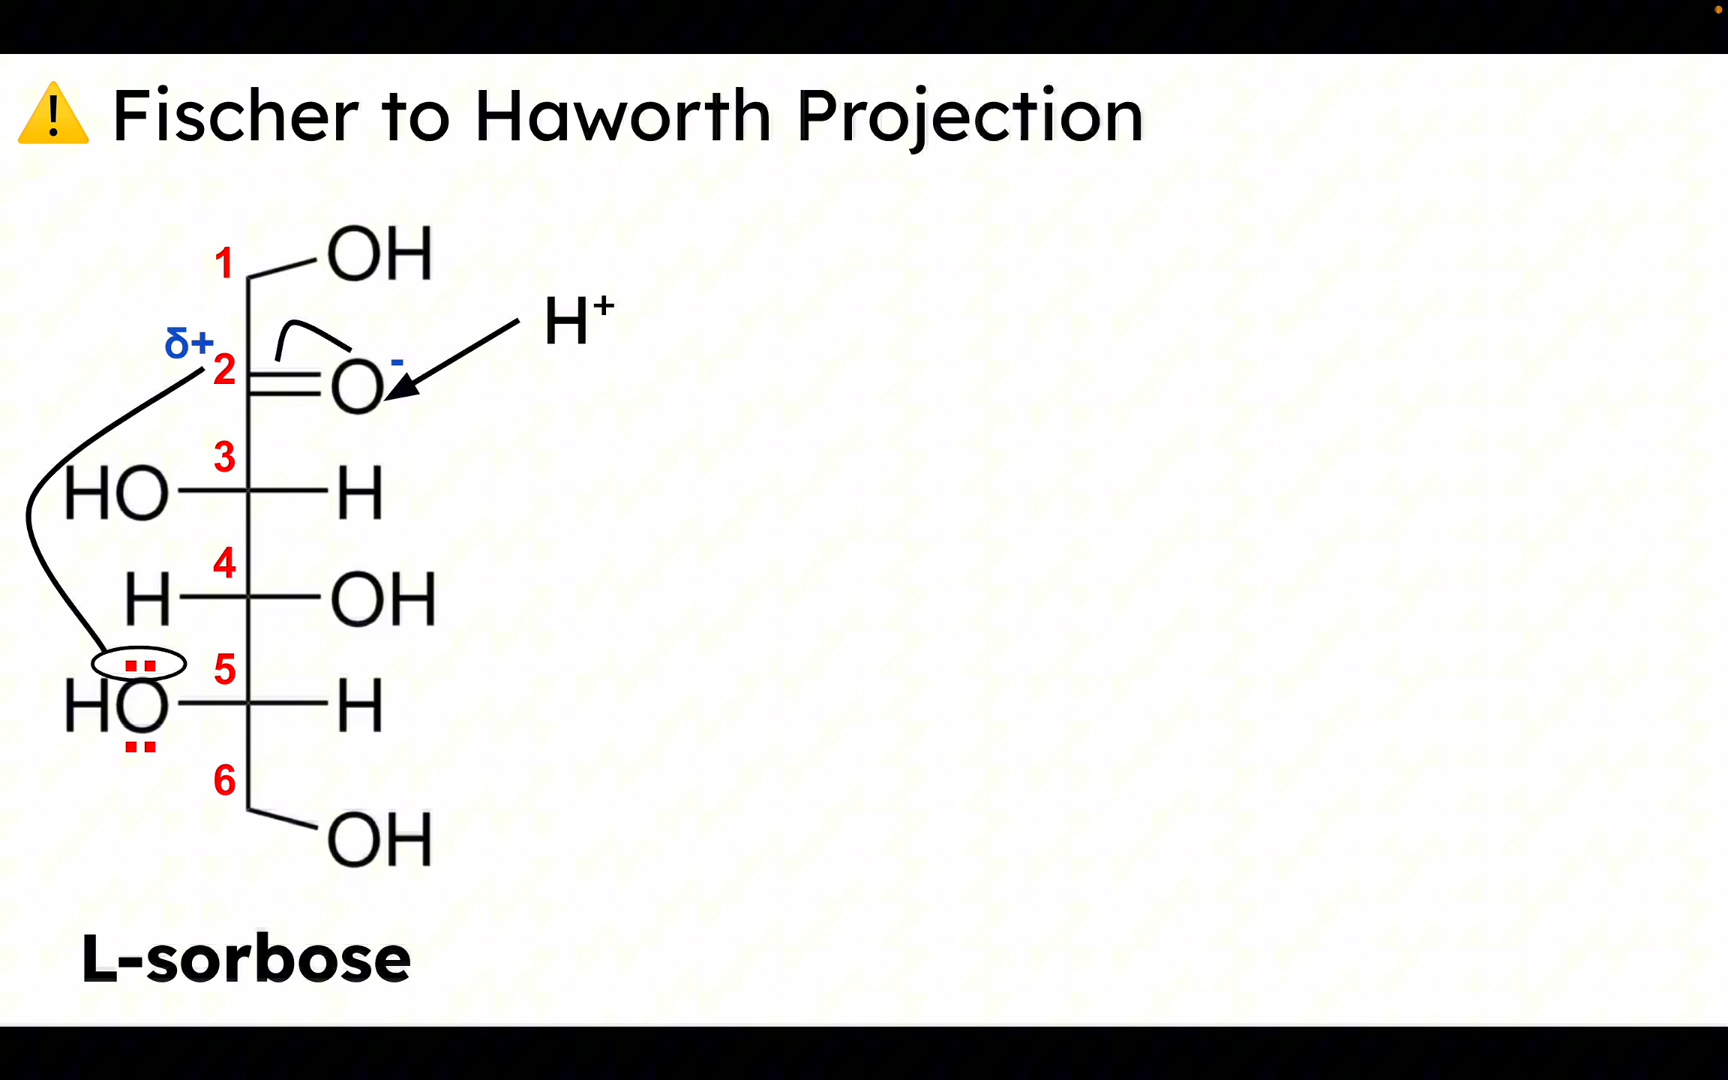 ⚠️ Fischer to Haworth Projection
1 OH
H⁺
δ+
2 O -
3
HO H
4
H OH
5
HO H
6
OH
L-sorbose